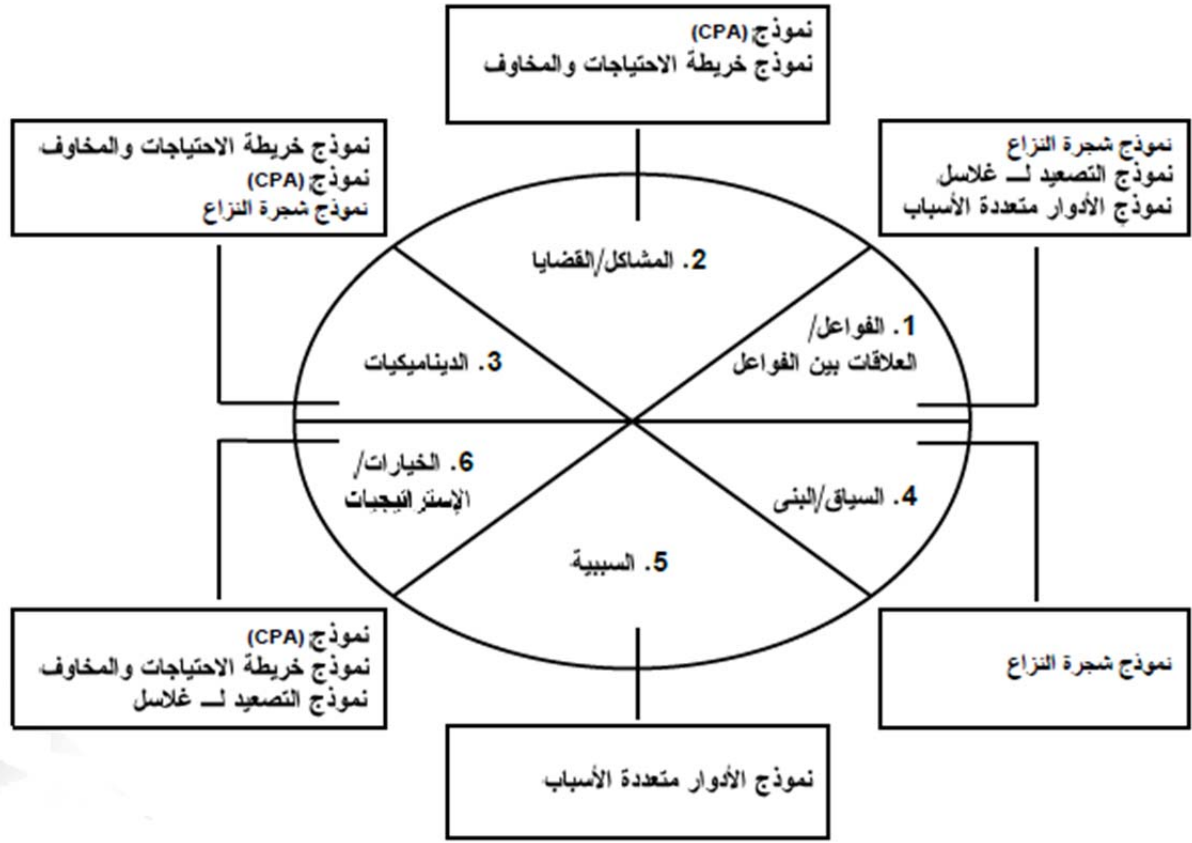 نموذج (CPA)
نموذج خريطة الاحتياجات والمخاوف
نموذج شجرة النزاع
نموذج التصعيد لــ غلاسل
نموذج الأدوار متعددة الأسباب
نموذج خريطة الاحتياجات والمخاوف
نموذج (CPA)
نموذج شجرة النزاع
2. المشاكل/القضايا
1. الفواعل/
العلاقات بين الفواعل
3. الديناميكيات
4. السياق/البنى
6. الخيارات/
الإستراتيجيات
5. السببية
نموذج شجرة النزاع
نموذج (CPA)
نموذج خريطة الاحتياجات والمخاوف
نموذج التصعيد لــ غلاسل
نموذج الأدوار متعددة الأسباب